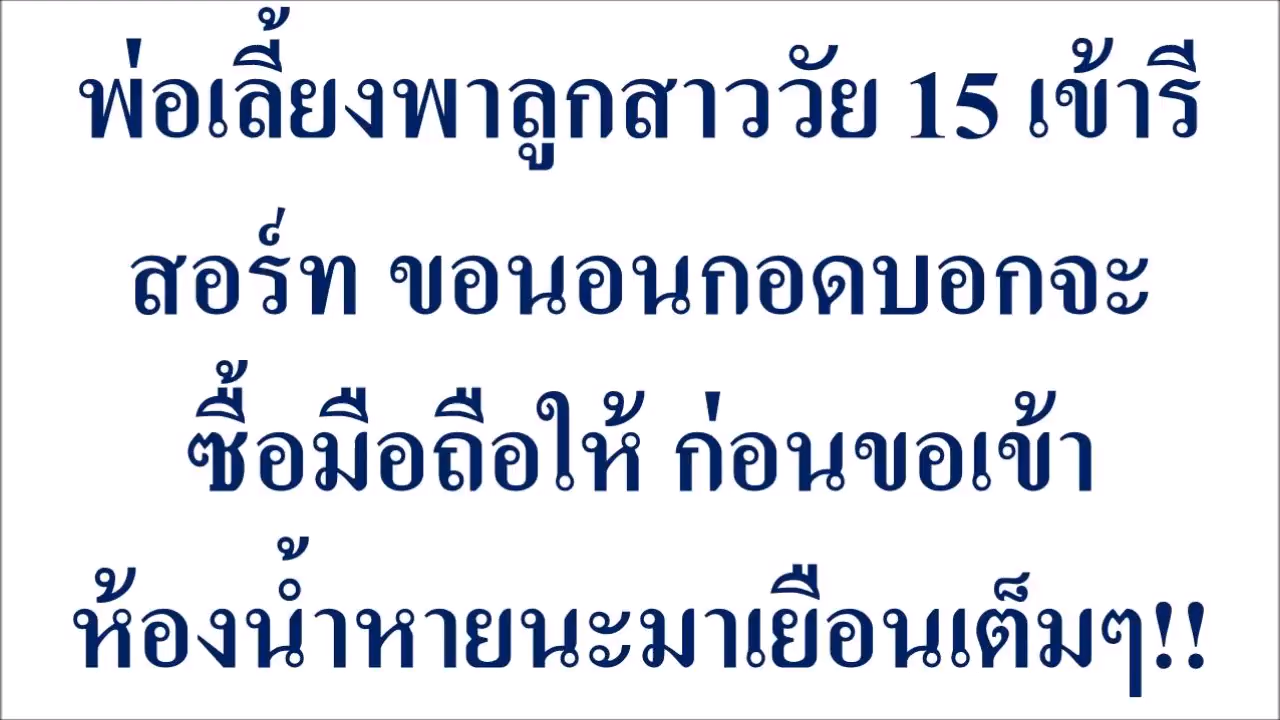 พ่อเลี้ยงพาลูกสาววัย 15 เข้ารี
สอร์ท ขอนอนกอดบอกจะ
ซื้อมือถือให้ ก่อนขอเข้า
ห้องน้ำหายนะมาเยือนเต็มๆ!!